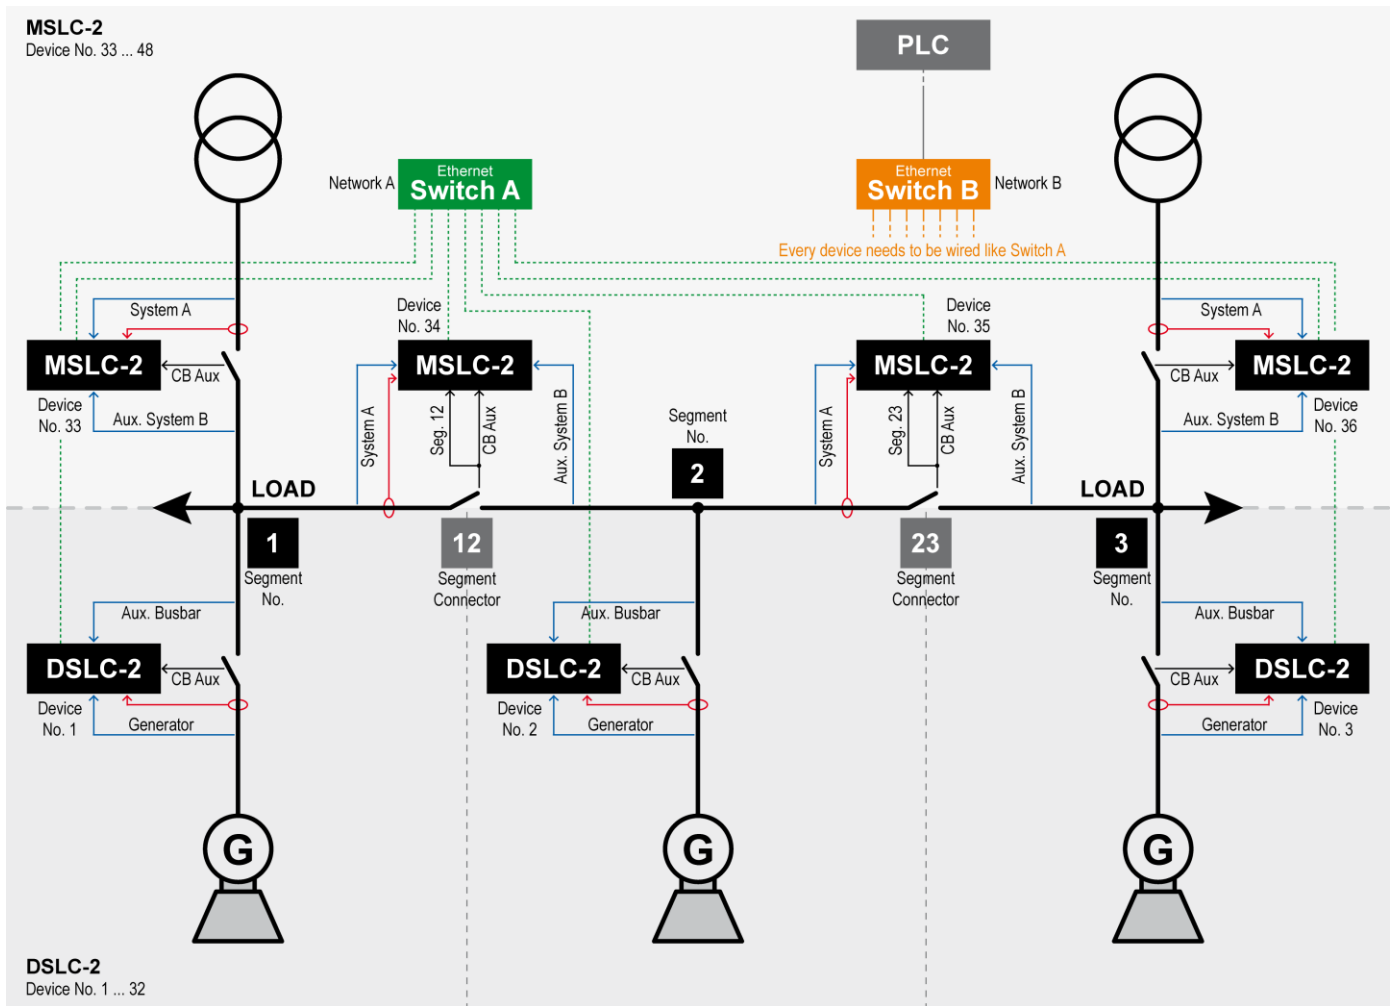 MSLC-2
Device No. 33 ... 48
PLC
Ethernet
Switch A
Network A
Ethernet
Switch B
Network B
Every device needs to be wired like Switch A
System A
MSLC-2
CB Aux
Device
No. 33
Aux. System B
Device
No. 34
MSLC-2
System A
Seg. 12
CB Aux
Aux. System B
Segment
No.
2
Device
No. 35
MSLC-2
System A
Seg. 23
CB Aux
Aux. System B
System A
MSLC-2
CB Aux
Device
No. 36
Aux. System B
LOAD
LOAD
1
Segment
No.
12
Segment
Connector
23
Segment
Connector
3
Segment
No.
Aux. Busbar
DSLC-2
CB Aux
Device
No. 1
Generator
Aux. Busbar
DSLC-2
CB Aux
Device
No. 2
Generator
Aux. Busbar
DSLC-2
CB Aux
Device
No. 3
Generator
G
G
G
DSLC-2
Device No. 1 ... 32